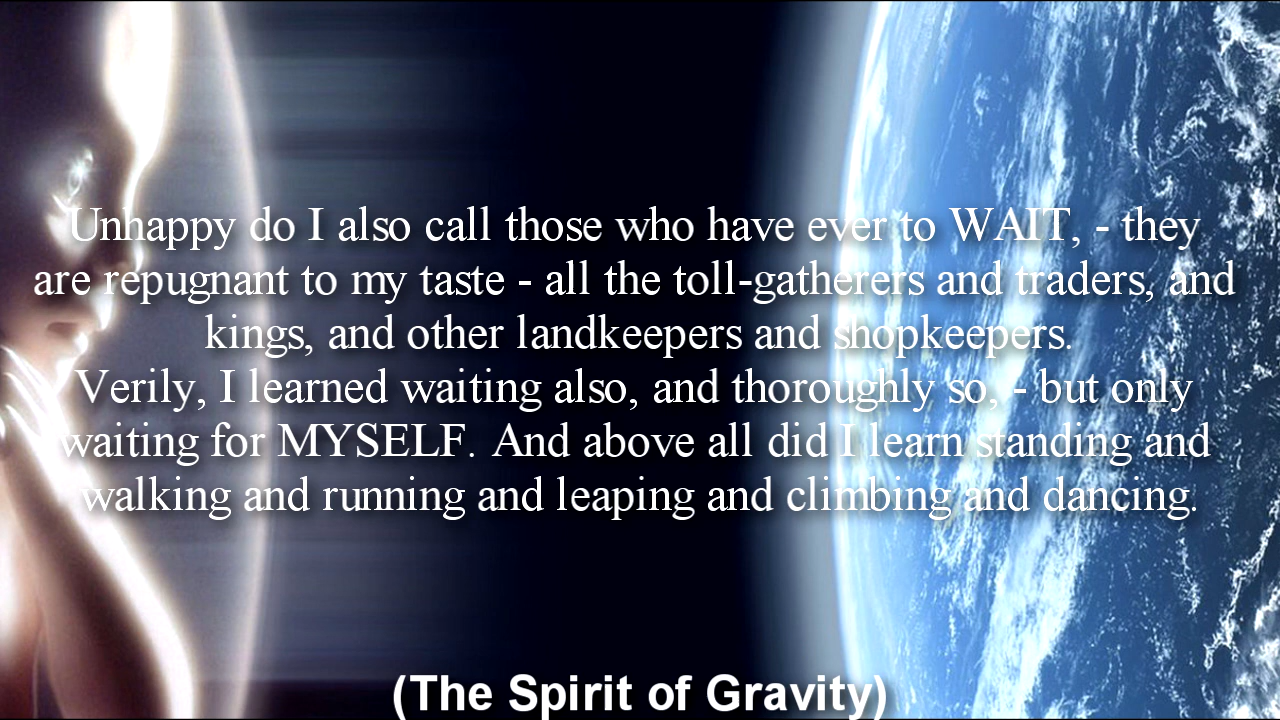 Unhappy do I also call those who have ever to WAIT, - they
are repugnant to my taste - all the toll-gatherers and traders, and
kings, and other landkeepers and shopkeepers.
Verily, I learned waiting also, and thoroughly so, - but only
waiting for MYSELF. And above all did I learn standing and
walking and running and leaping and climbing and dancing.
(The Spirit of Gravity)